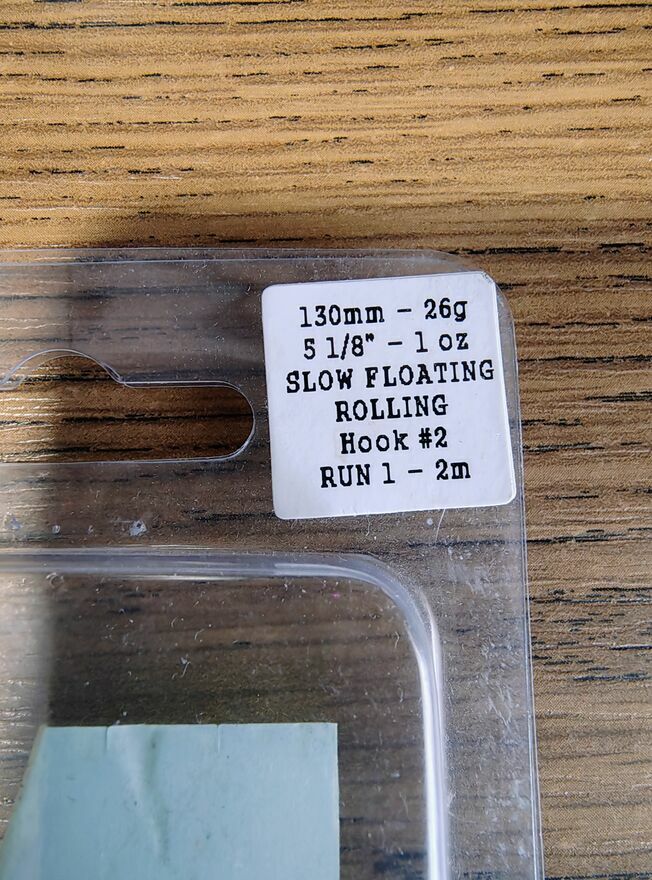 130mm - 26g
5 1/8" - 1 oz
SLOW FLOATING
ROLLING
Hook #2
RUN 1 - 2m